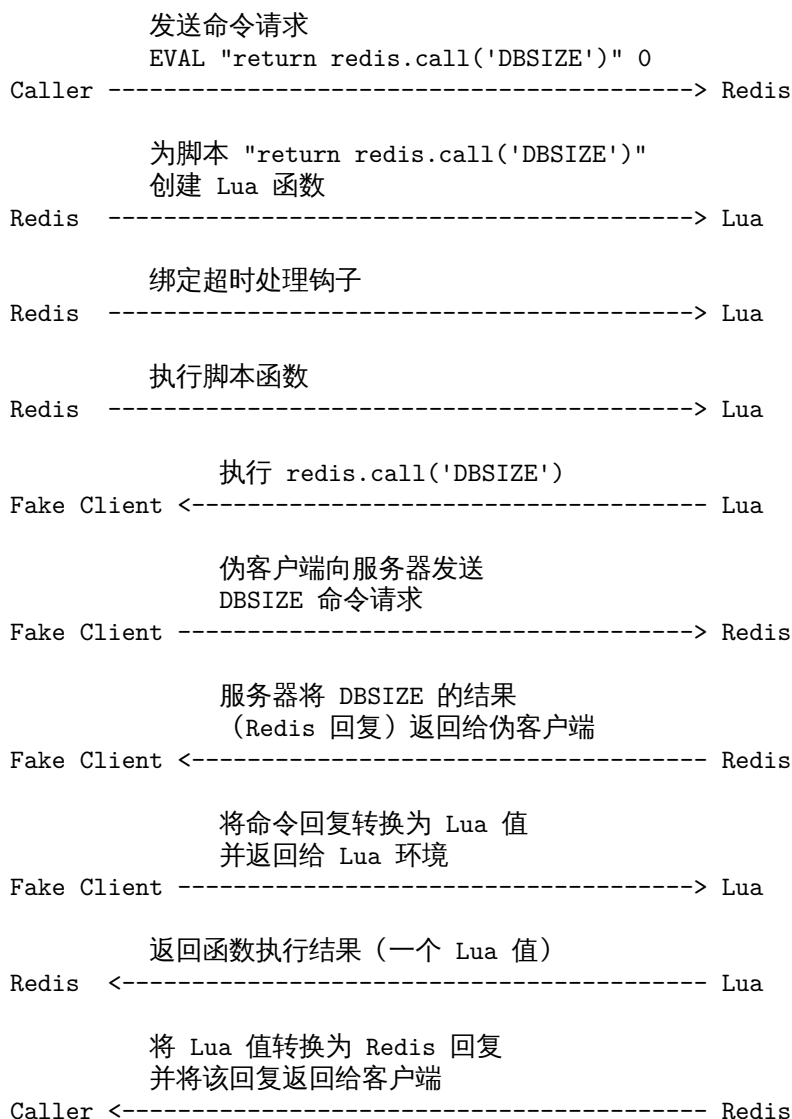 发送命令请求
EVAL "return redis.call('DBSIZE')" 0
Caller ------------------------------------------> Redis
为脚本 "return redis.call('DBSIZE')"
创建 Lua 函数
Redis  ------------------------------------------> Lua
绑定超时处理钩子
Redis  ------------------------------------------> Lua
执行脚本函数
Redis  ------------------------------------------> Lua
执行 redis.call('DBSIZE')
Fake Client <------------------------------------- Lua
伪客户端向服务器发送
DBSIZE 命令请求
Fake Client -------------------------------------> Redis
服务器将 DBSIZE 的结果
（Redis 回复）返回给伪客户端
Fake Client <------------------------------------- Redis
将命令回复转换为 Lua 值
并返回给 Lua 环境
Fake Client -------------------------------------> Lua
返回函数执行结果（一个 Lua 值）
Redis  <------------------------------------------ Lua
将 Lua 值转换为 Redis 回复
并将该回复返回给客户端
Caller <------------------------------------------ Redis